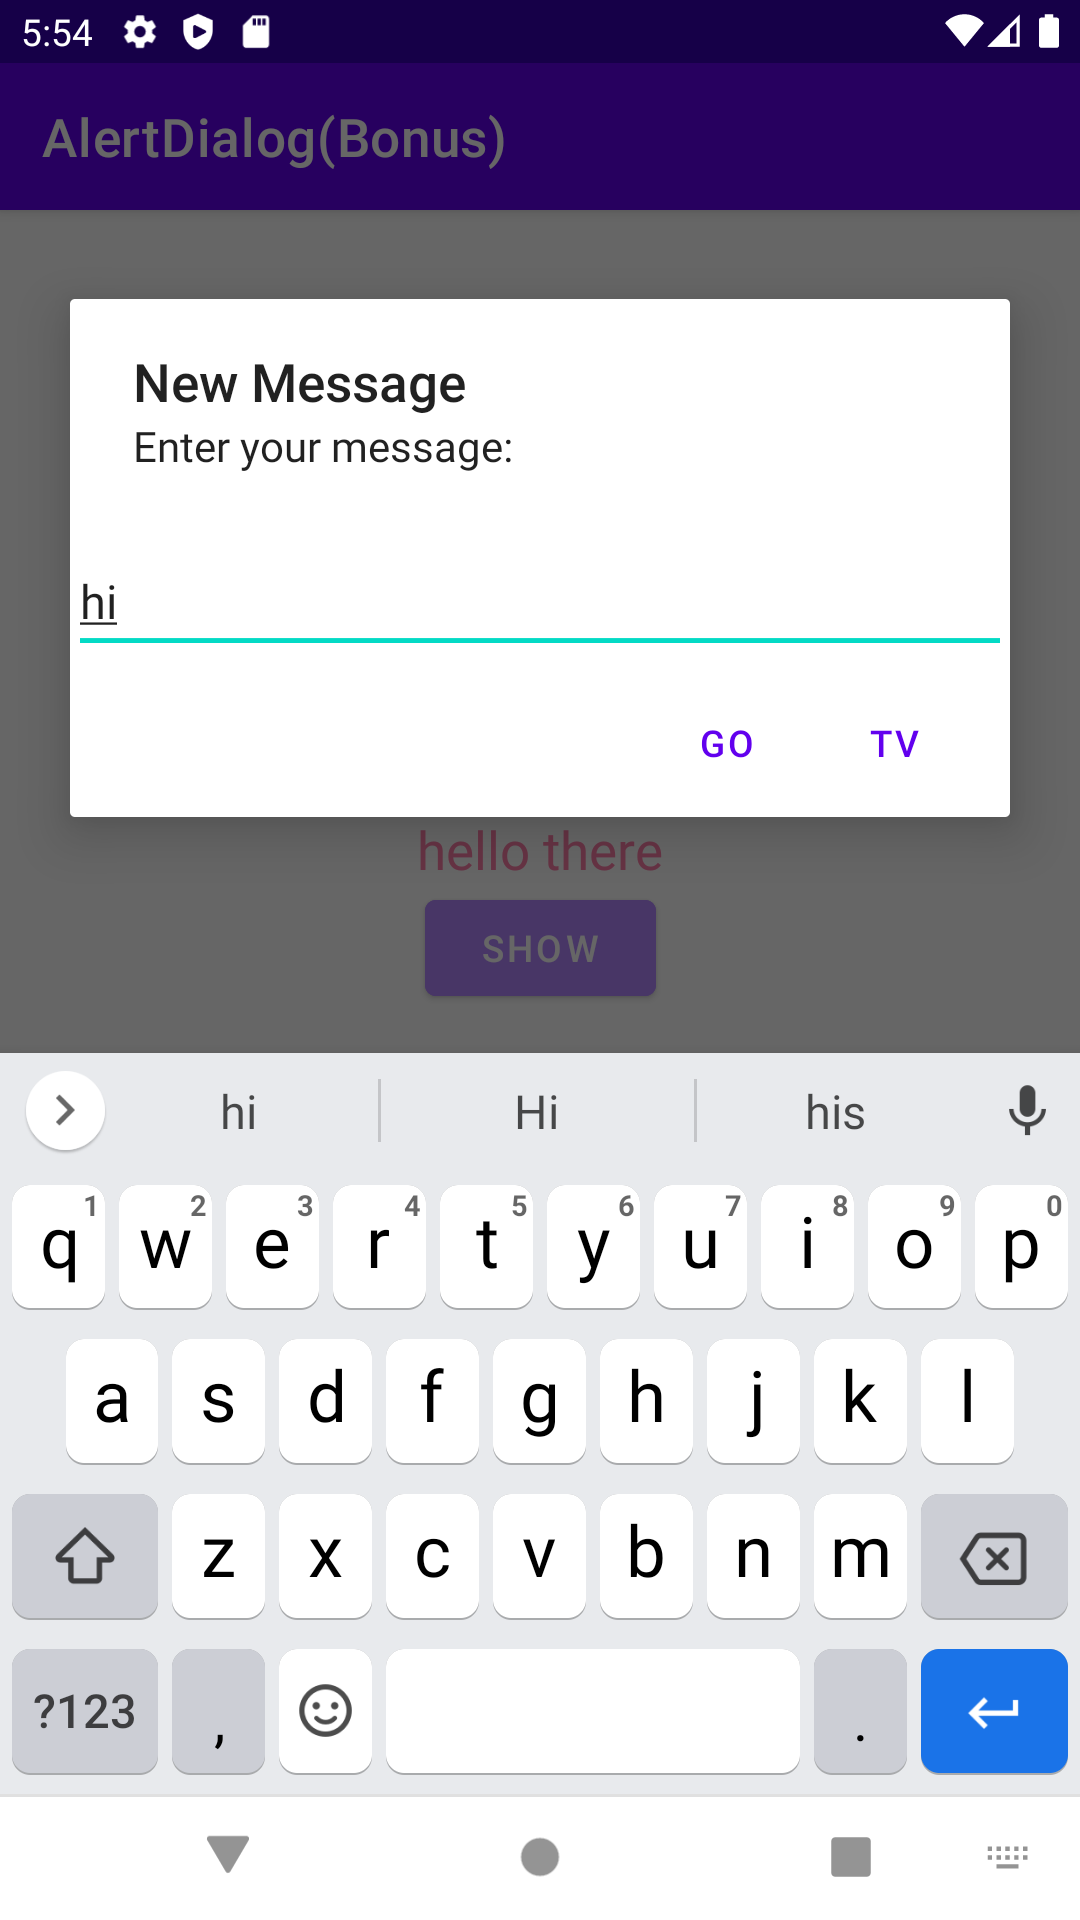 5:54
AlertDialog(Bonus)
New Message
Enter your message:
hi
GO TV
hello there
SHOW
hi Hi his
1 2 3 4 5 6 7 8 9 0
q w e r t y u i o p
a s d f g h j k l
z x c v b n m
?123 , .